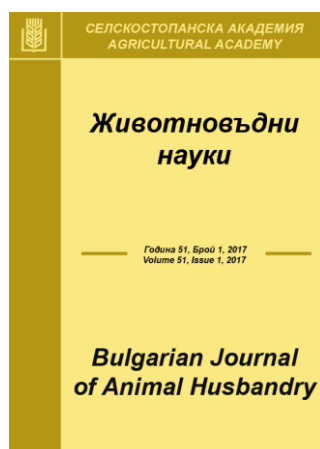 СЕЛСКОСТОПАНСКА АКАДЕМИЯ
AGRICULTURAL ACADEMY
Животновъдни
науки
Година 51, Брой 1, 2017
Volume 51, Issue 1, 2017
Bulgarian Journal
of Animal Husbandry